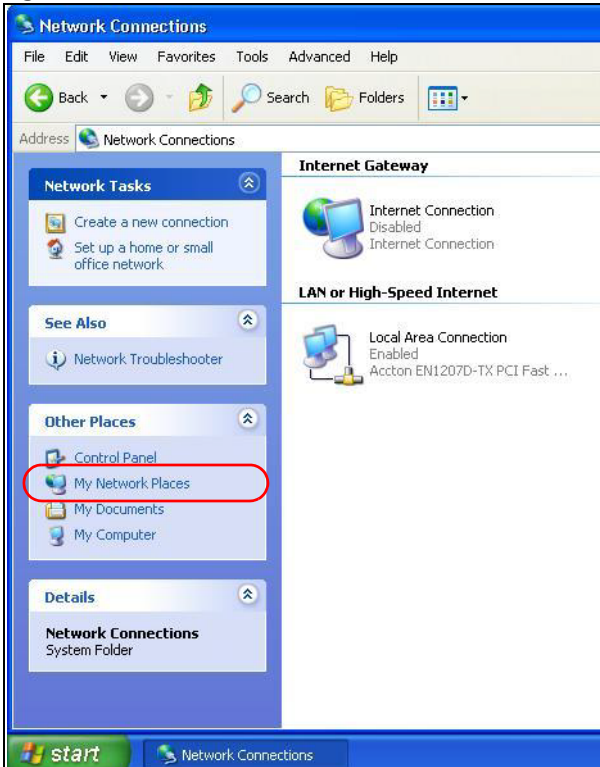 Network Connections
File Edit View Favorites Tools Advanced Help
Back Search Folders
Address Network Connections
Network Tasks
Create a new connection
Set up a home or small
office network
See Also
Network Troubleshooter
Other Places
Control Panel
My Network Places
My Documents
My Computer
Details
Network Connections
System Folder
Internet Gateway
Internet Connection
Disabled
Internet Connection
LAN or High-Speed Internet
Local Area Connection
Enabled
Accton EN1207D-TX PCI Fast ...
start Network Connections